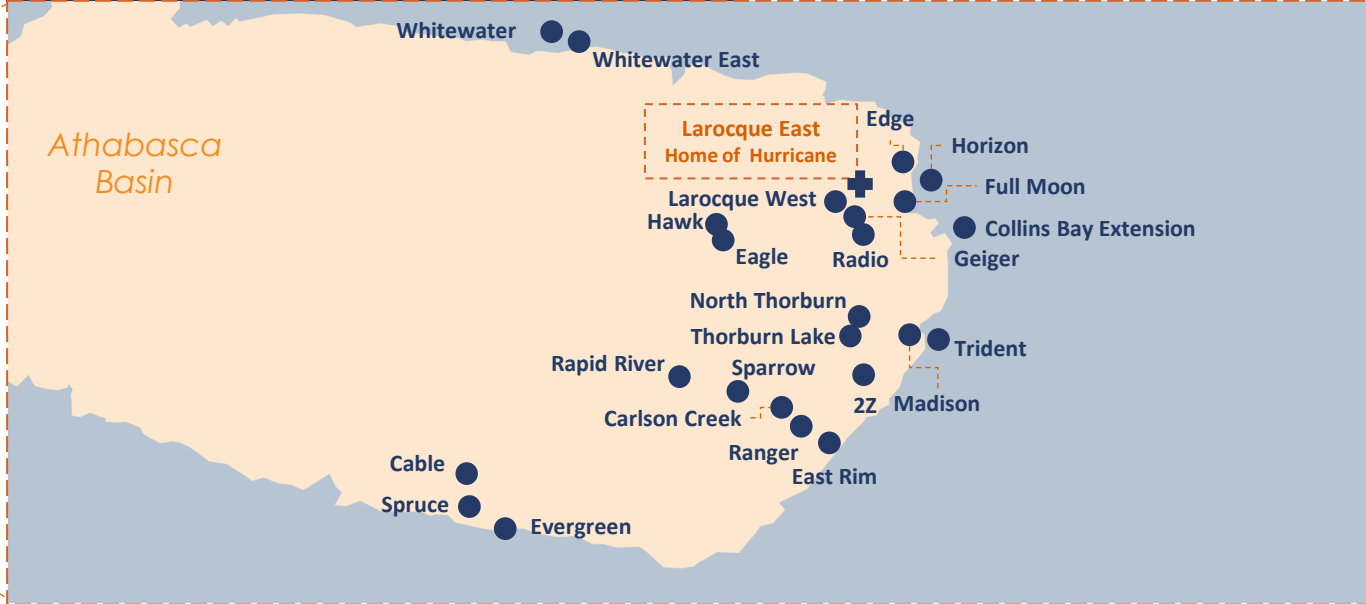 Whitewater
Whitewater East
Athabasca
Basin
Larocque East
Home of Hurricane
Edge
Horizon
Full Moon
Larocque West
Hawk
Collins Bay Extension
Eagle
Radio
Geiger
North Thorburn
Thorburn Lake
Trident
Rapid River
Sparrow
2Z
Madison
Carlson Creek
Ranger
East Rim
Cable
Spruce
Evergreen